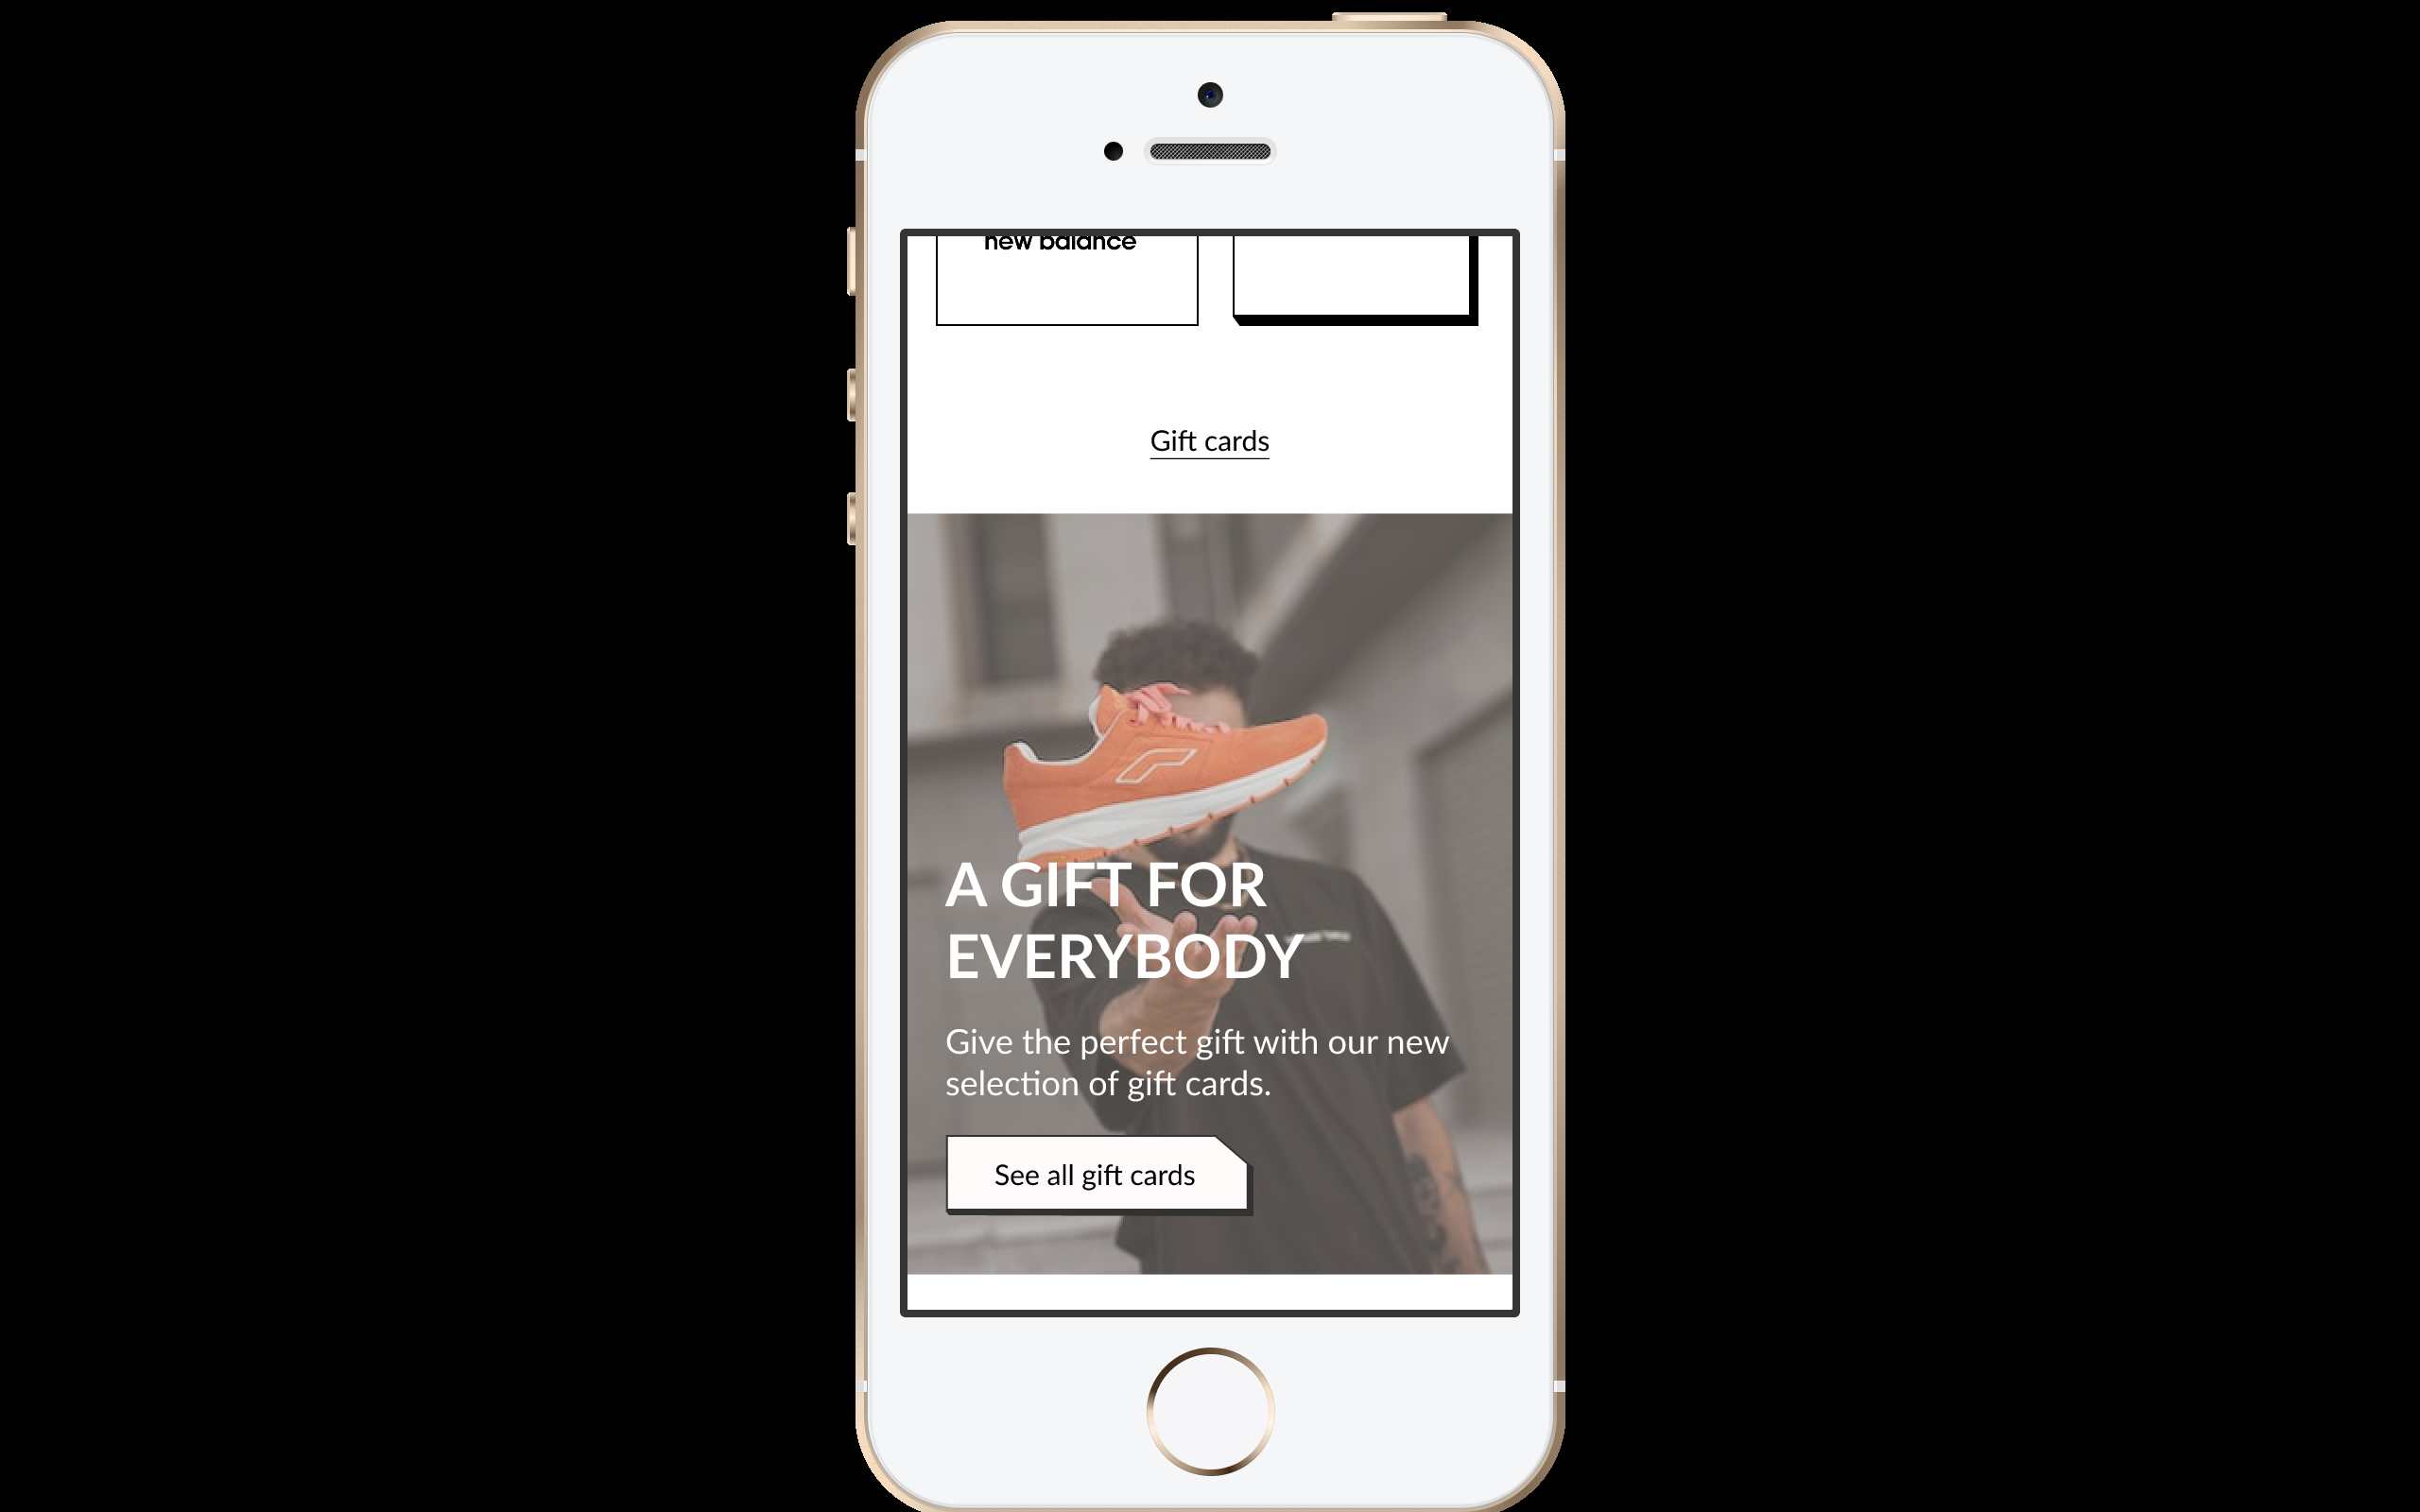 new balance
Gift cards
A GIFT FOR
EVERYBODY
Give the perfect gift with our new
selection of gift cards.
See all gift cards